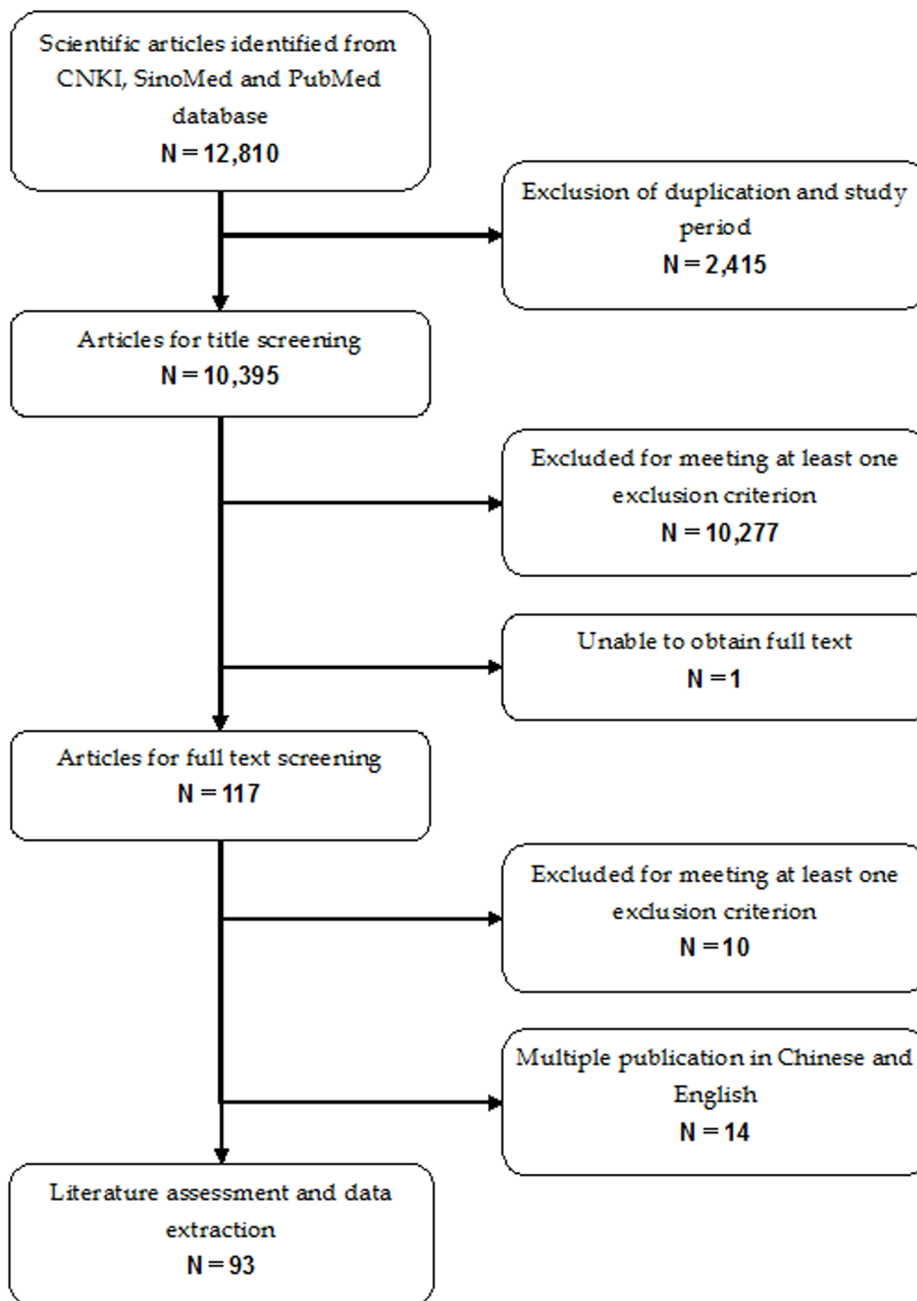 Scientific articles identified from
CNKI, SinoMed and PubMed
database
N = 12,810
Exclusion of duplication and study
period
N = 2,415
Articles for title screening
N = 10,395
Excluded for meeting at least one
exclusion criterion
N = 10,277
Unable to obtain full text
N = 1
Articles for full text screening
N = 117
Excluded for meeting at least one
exclusion criterion
N = 10
Multiple publication in Chinese and
English
N = 14
Literature assessment and data
extraction
N = 93